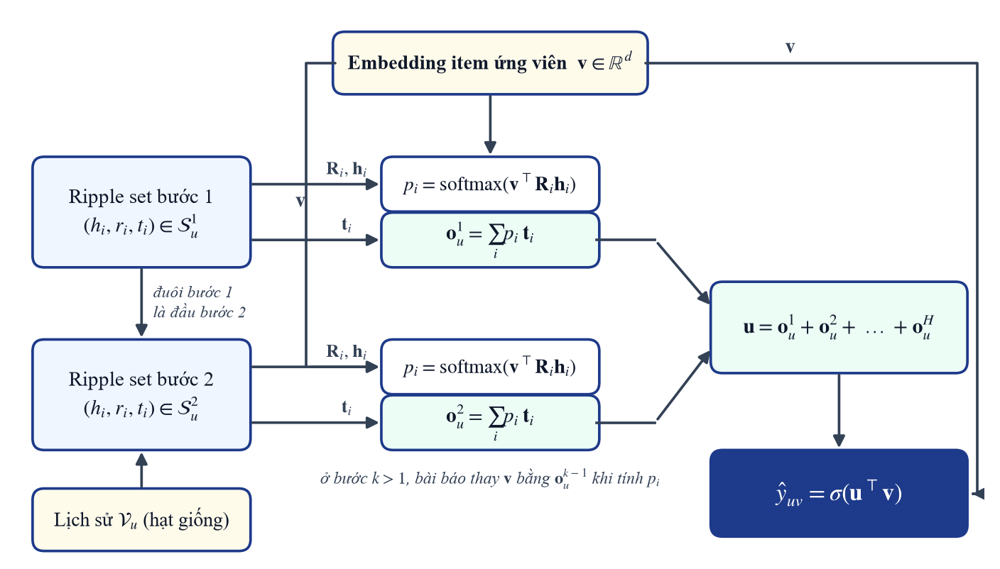 Embedding item ứng viên v ∈ ℝ^d
v
Ripple set bước 1
(h_i, r_i, t_i) ∈ 𝒮_u^1
R_i, h_i
v
t_i
p_i = softmax(v^⊤ R_i h_i)
o_u^1 = ∑_i p_i t_i
đuôi bước 1
là đầu bước 2
u = o_u^1 + o_u^2 + … + o_u^H
Ripple set bước 2
(h_i, r_i, t_i) ∈ 𝒮_u^2
R_i, h_i
t_i
p_i = softmax(v^⊤ R_i h_i)
o_u^2 = ∑_i p_i t_i
ở bước k > 1, bài báo thay v bằng o_u^{k−1} khi tính p_i
ŷ_{uv} = σ(u^⊤ v)
Lịch sử 𝒱_u (hạt giống)